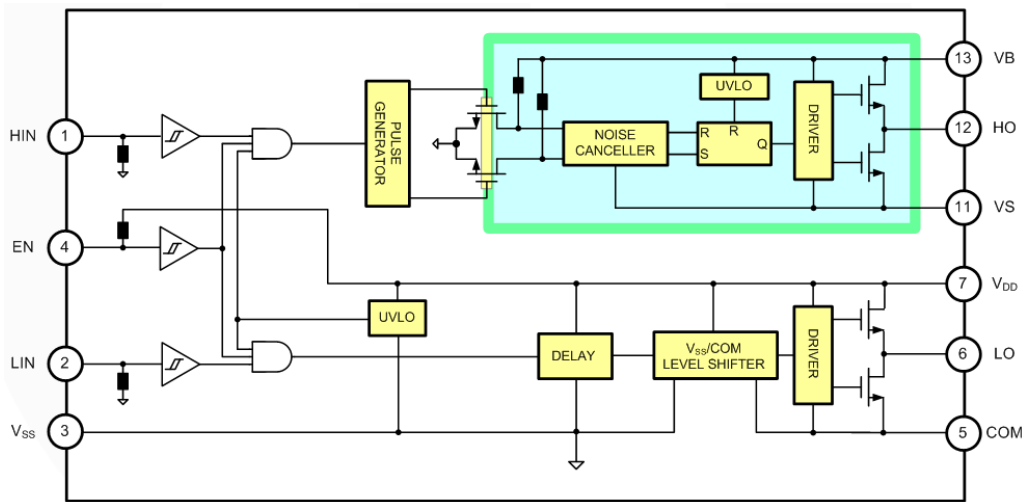 HIN
1
EN
4
LIN
2
VSS
3
PULSE
GENERATOR
NOISE
CANCELLER
UVLO
R
R
S
Q
DRIVER
13
VB
12
HO
11
VS
UVLO
DELAY
VSS/COM
LEVEL SHIFTER
DRIVER
7
VDD
6
LO
5
COM